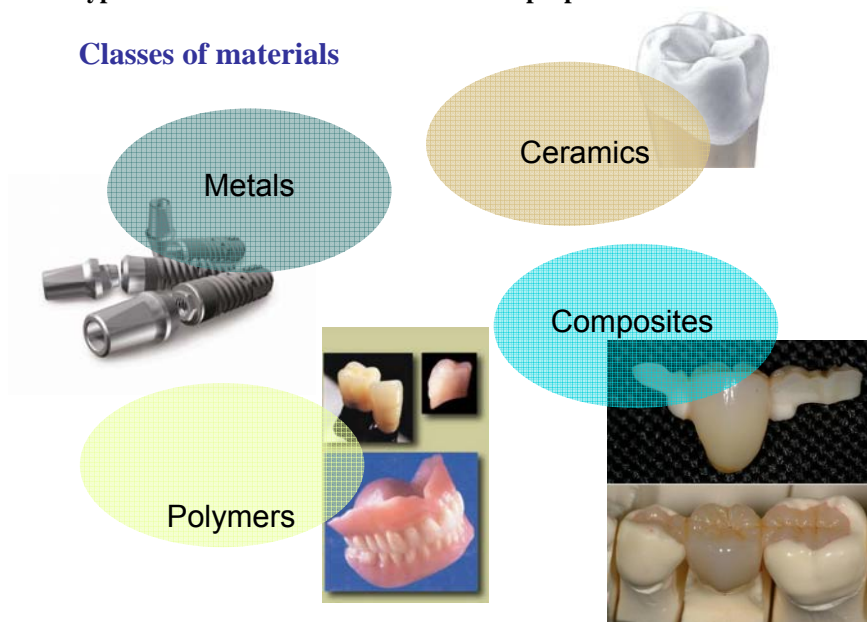 Classes of materials
Ceramics
Metals
Composites
Polymers